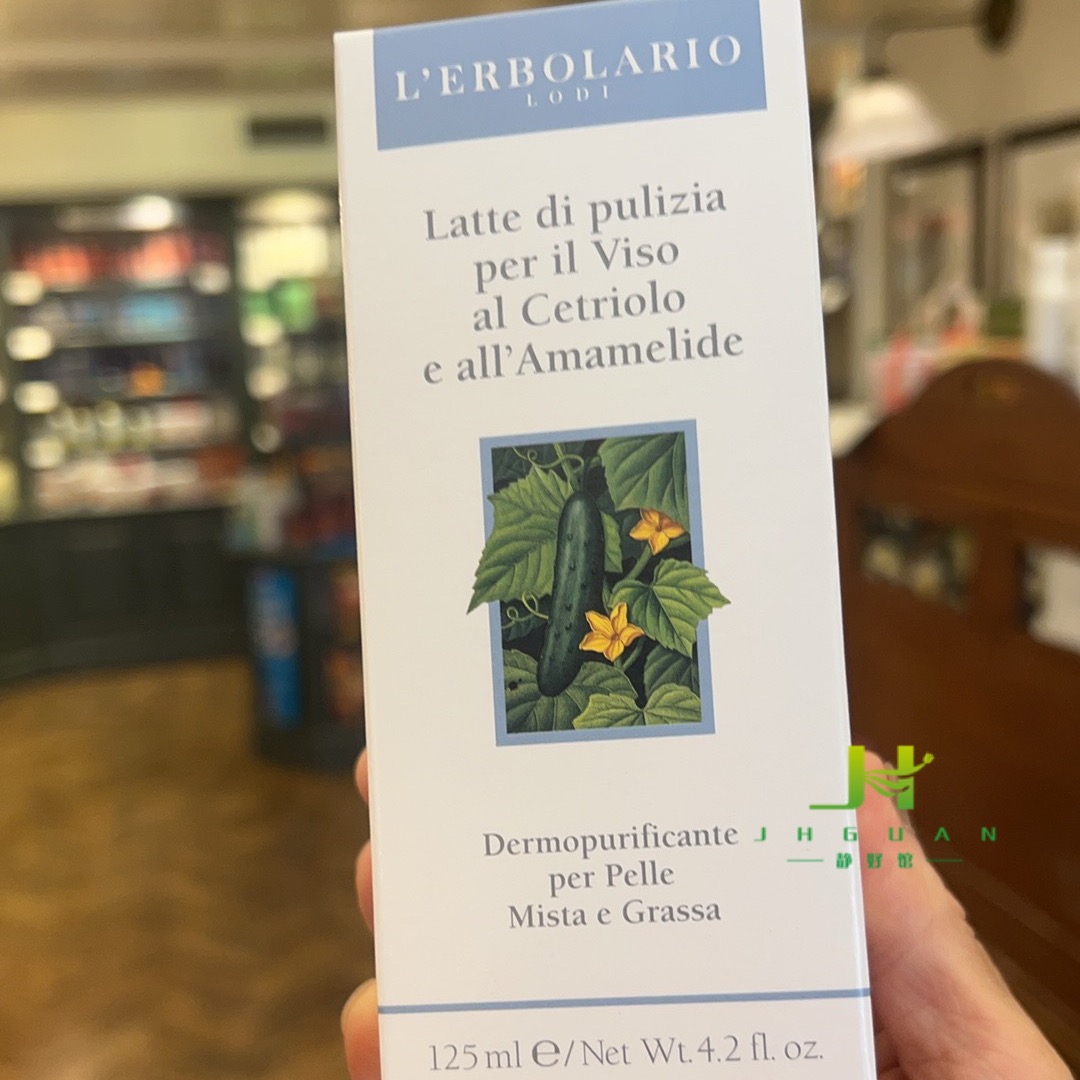 L'ERBOLARIO
LODI
Latte di pulizia
per il Viso
al Cetriolo
e all'Amamelide
Dermopurificante
per Pelle
Mista e Grassa
125 ml ℮/Net Wt. 4.2 fl. oz.
JH
JHGUAN
静好馆